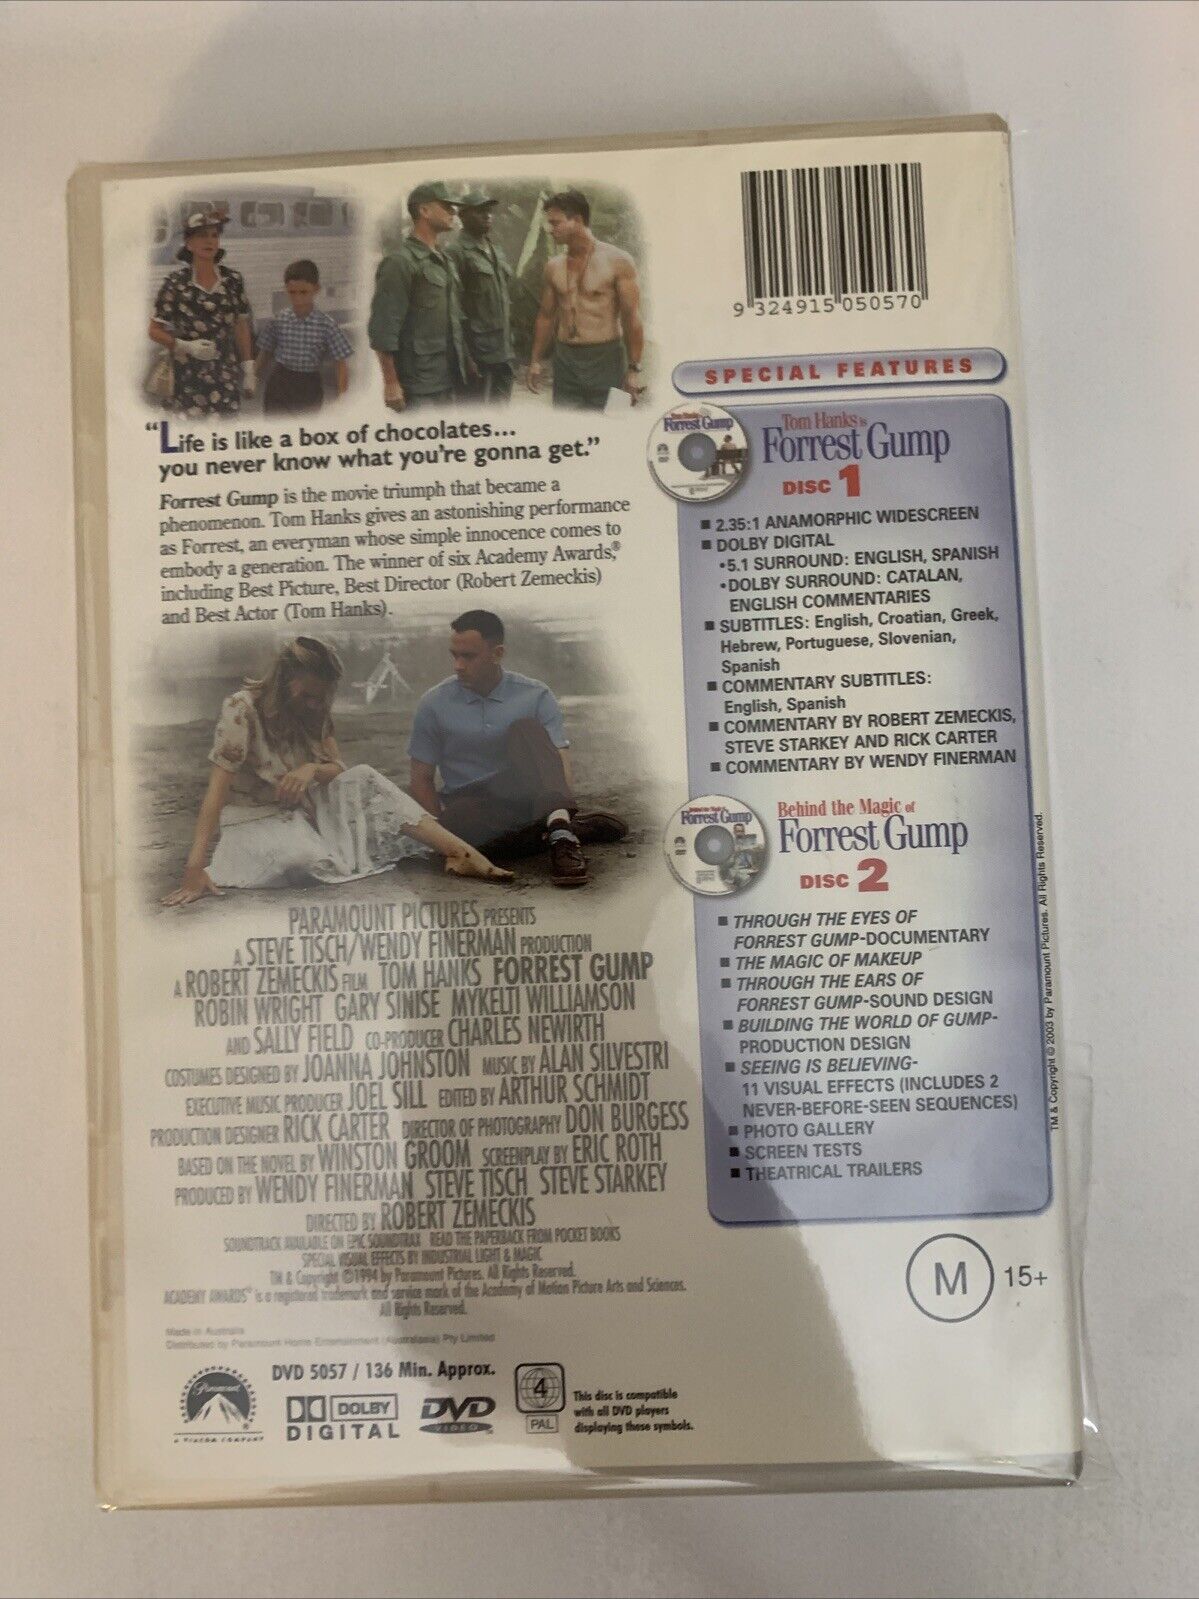 9 324915 050570
SPECIAL FEATURES
"Life is like a box of chocolates...
you never know what you're gonna get."
Forrest Gump is the movie triumph that became a
phenomenon. Tom Hanks gives an astonishing performance
as Forrest, an everyman whose simple innocence comes to
embody a generation. The winner of six Academy Awards,®
including Best Picture, Best Director (Robert Zemeckis)
and Best Actor (Tom Hanks).
PARAMOUNT PICTURES PRESENTS
A STEVE TISCH/WENDY FINERMAN PRODUCTION
A ROBERT ZEMECKIS FILM TOM HANKS FORREST GUMP
ROBIN WRIGHT GARY SINISE MYKELTI WILLIAMSON
AND SALLY FIELD CO-PRODUCER CHARLES NEWIRTH
COSTUMES DESIGNED BY JOANNA JOHNSTON MUSIC BY ALAN SILVESTRI
EXECUTIVE MUSIC PRODUCER JOEL SILL EDITED BY ARTHUR SCHMIDT
PRODUCTION DESIGNER RICK CARTER DIRECTOR OF PHOTOGRAPHY DON BURGESS
BASED ON THE NOVEL BY WINSTON GROOM SCREENPLAY BY ERIC ROTH
PRODUCED BY WENDY FINERMAN STEVE TISCH STEVE STARKEY
DIRECTED BY ROBERT ZEMECKIS
SOUNDTRACK AVAILABLE ON EPIC SOUNDTRAX READ THE PAPERBACK FROM POCKET BOOKS
SPECIAL VISUAL EFFECTS BY INDUSTRIAL LIGHT & MAGIC
TM & Copyright ©1994 by Paramount Pictures. All Rights Reserved.
ACADEMY AWARDS® is a registered trademark and service mark of the Academy of Motion Picture Arts and Sciences.
All Rights Reserved.
Made in Australia
Distributed by Paramount Home Entertainment (Australasia) Pty Limited
Paramount
A VIACOM COMPANY
DVD 5057 / 136 Min. Approx.
DOLBY
DIGITAL
DVD
VIDEO
4
PAL
This disc is compatible
with all DVD players
displaying these symbols.
Forrest Gump
Tom Hanks is
Forrest Gump
DISC 1
■ 2.35:1 ANAMORPHIC WIDESCREEN
■ DOLBY DIGITAL
•5.1 SURROUND: ENGLISH, SPANISH
•DOLBY SURROUND: CATALAN,
ENGLISH COMMENTARIES
■ SUBTITLES: English, Croatian, Greek,
Hebrew, Portuguese, Slovenian,
Spanish
■ COMMENTARY SUBTITLES:
English, Spanish
■ COMMENTARY BY ROBERT ZEMECKIS,
STEVE STARKEY AND RICK CARTER
■ COMMENTARY BY WENDY FINERMAN
Forrest Gump
Behind the Magic of
Forrest Gump
DISC 2
■ THROUGH THE EYES OF
FORREST GUMP-DOCUMENTARY
■ THE MAGIC OF MAKEUP
■ THROUGH THE EARS OF
FORREST GUMP-SOUND DESIGN
■ BUILDING THE WORLD OF GUMP-
PRODUCTION DESIGN
■ SEEING IS BELIEVING-
11 VISUAL EFFECTS (INCLUDES 2
NEVER-BEFORE-SEEN SEQUENCES)
■ PHOTO GALLERY
■ SCREEN TESTS
■ THEATRICAL TRAILERS
TM & Copyright © 2003 by Paramount Pictures. All Rights Reserved.
M 15+